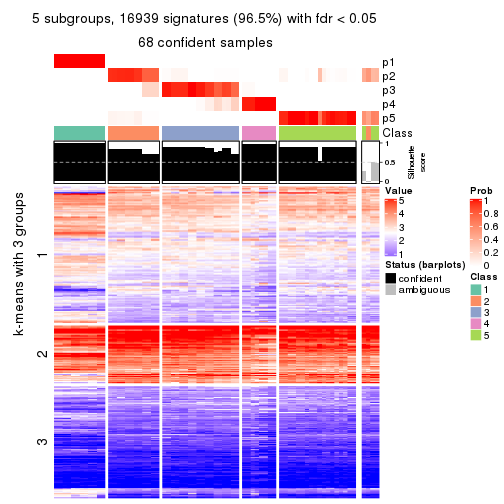 5 subgroups, 16939 signatures (96.5%) with fdr < 0.05
68 confident samples
p1
p2
p3
p4
p5
Class
1
0.5
0
Silhouette
score
k-means with 3 groups
1
2
3
Value
5
4
3
2
1
Status (barplots)
confident
ambiguous
Prob
1
0.8
0.6
0.4
0.2
0
Class
1
2
3
4
5